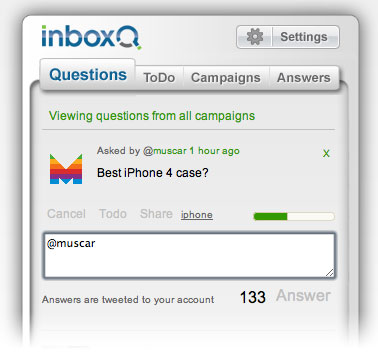 inboxQ
Settings
Questions ToDo Campaigns Answers
Viewing questions from all campaigns
Asked by @muscar 1 hour ago X
Best iPhone 4 case?
Cancel Todo Share iphone
@muscar
Answers are tweeted to your account 133 Answer